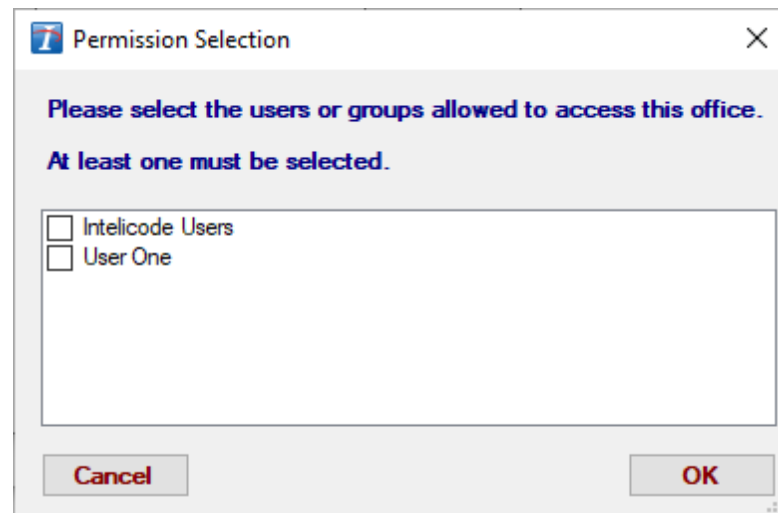 Permission Selection
Please select the users or groups allowed to access this office.
At least one must be selected.
Intelicode Users
User One
Cancel
OK